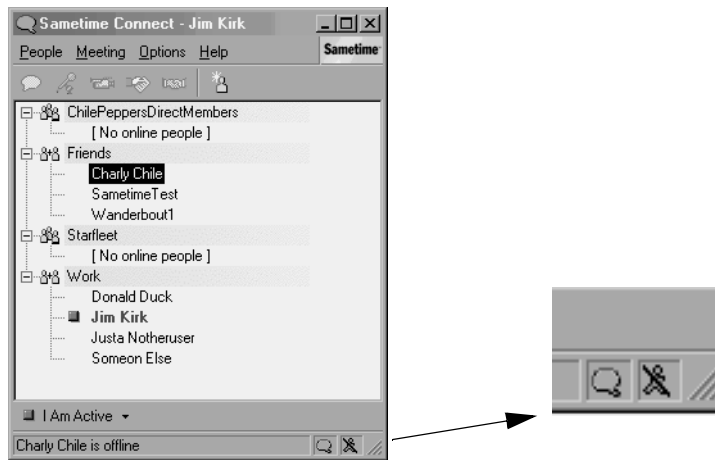 Sametime Connect - Jim Kirk
People Meeting Options Help
Sametime
ChilePeppersDirectMembers
[ No online people ]
Friends
Charly Chile
SametimeTest
Wanderbout1
Starfleet
[ No online people ]
Work
Donald Duck
Jim Kirk
Justa Notheruser
Someon Else
I Am Active
Charly Chile is offline